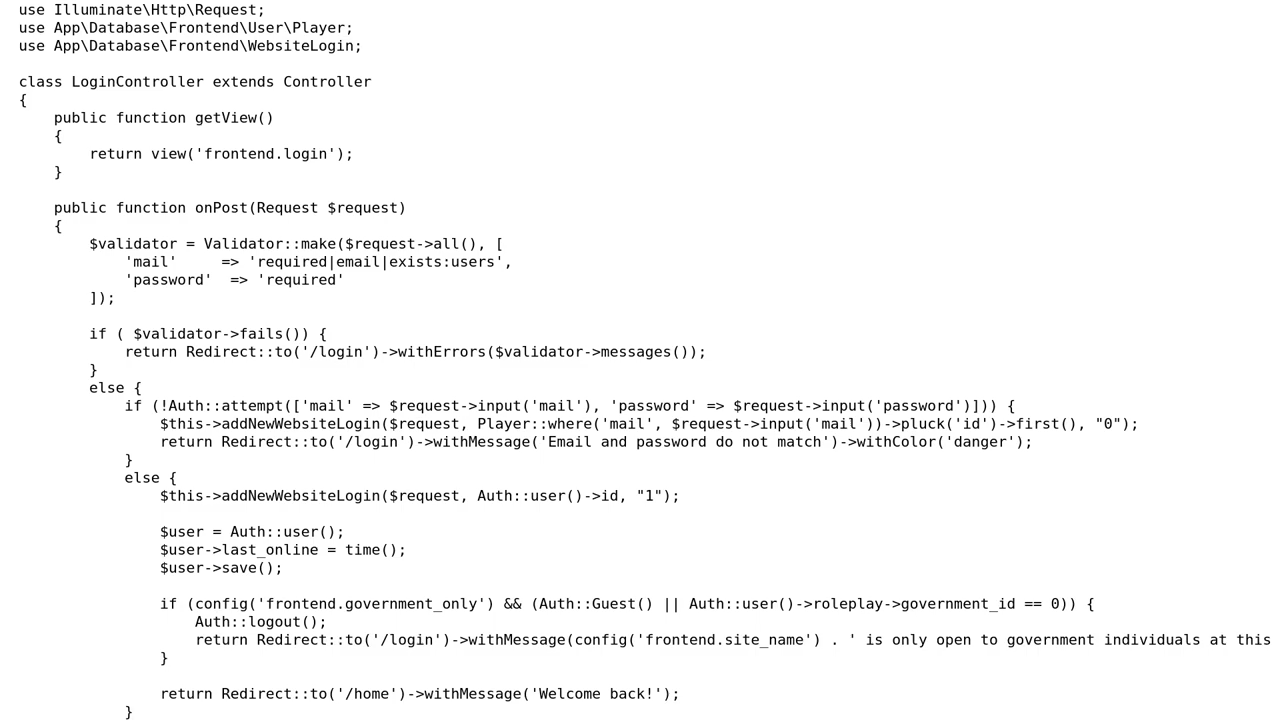 use Illuminate\Http\Request;
use App\Database\Frontend\User\Player;
use App\Database\Frontend\WebsiteLogin;

class LoginController extends Controller
{
    public function getView()
    {
        return view('frontend.login');
    }

    public function onPost(Request $request)
    {
        $validator = Validator::make($request->all(), [
            'mail'     => 'required|email|exists:users',
            'password'  => 'required'
        ]);

        if ( $validator->fails()) {
            return Redirect::to('/login')->withErrors($validator->messages());
        }
        else {
            if (!Auth::attempt(['mail' => $request->input('mail'), 'password' => $request->input('password')])) {
                $this->addNewWebsiteLogin($request, Player::where('mail', $request->input('mail'))->pluck('id')->first(), "0");
                return Redirect::to('/login')->withMessage('Email and password do not match')->withColor('danger');
            }
            else {
                $this->addNewWebsiteLogin($request, Auth::user()->id, "1");

                $user = Auth::user();
                $user->last_online = time();
                $user->save();

                if (config('frontend.government_only') && (Auth::Guest() || Auth::user()->roleplay->government_id == 0)) {
                    Auth::logout();
                    return Redirect::to('/login')->withMessage(config('frontend.site_name') . ' is only open to government individuals at this
                }

                return Redirect::to('/home')->withMessage('Welcome back!');
            }